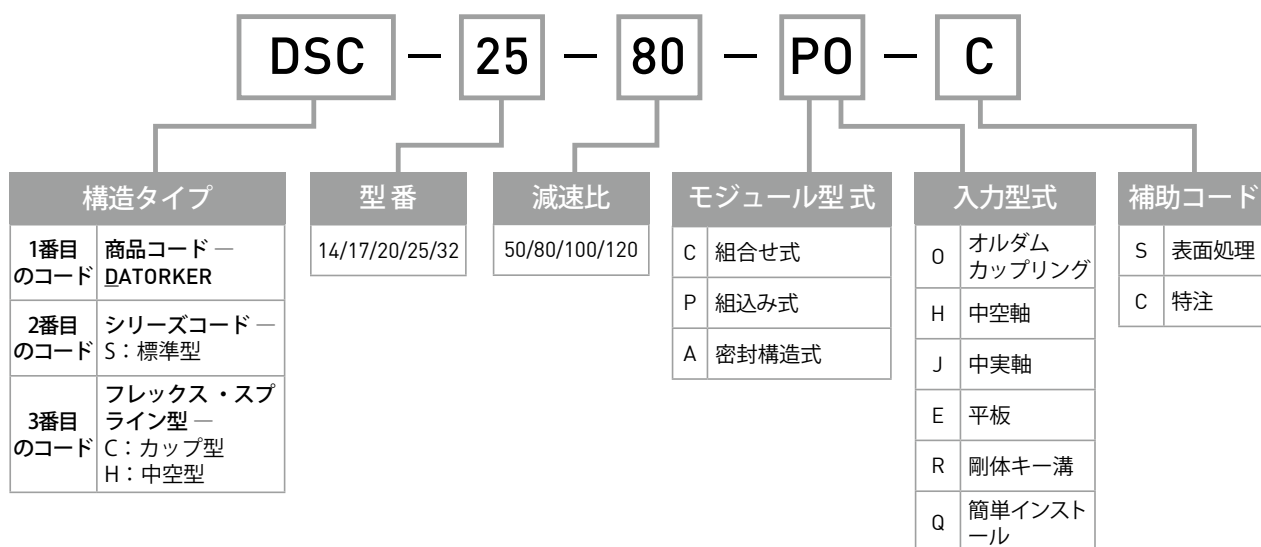 DSC － 25 － 80 － PO － C
構造タイプ
1番目
のコード
商品コード —
DATORKER
2番目
のコード
シリーズコード —
S：標準型
3番目
のコード
フレックス・スプ
ライン型 —
C：カップ型
H：中空型
型番
14/17/20/25/32
減速比
50/80/100/120
モジュール型式
C 組合せ式
P 組込み式
A 密封構造式
入力型式
O オルダム
カップリング
H 中空軸
J 中実軸
E 平板
R 剛体キー溝
Q 簡単インスト
ール
補助コード
S 表面処理
C 特注